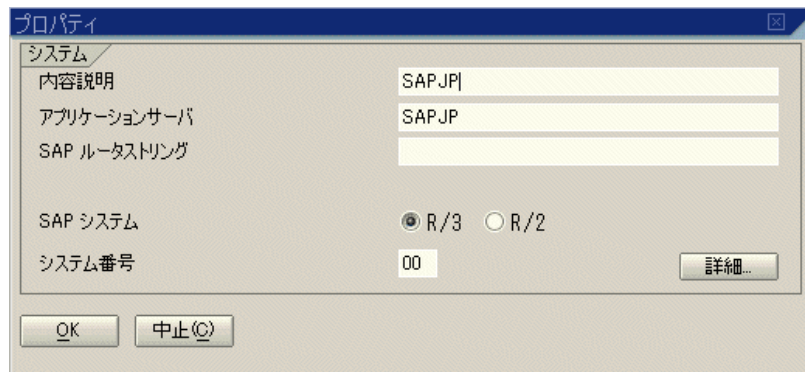 プロパティ
システム
内容説明 SAPJP
アプリケーションサーバ SAPJP
SAP ルータストリング
SAP システム R/3 R/2
システム番号 00 詳細...
OK 中止(C)